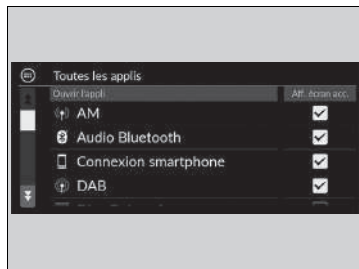 Toutes les applis
Ouvrir l'appli Aff. écran acc.
AM
Audio Bluetooth
Connexion smartphone
DAB